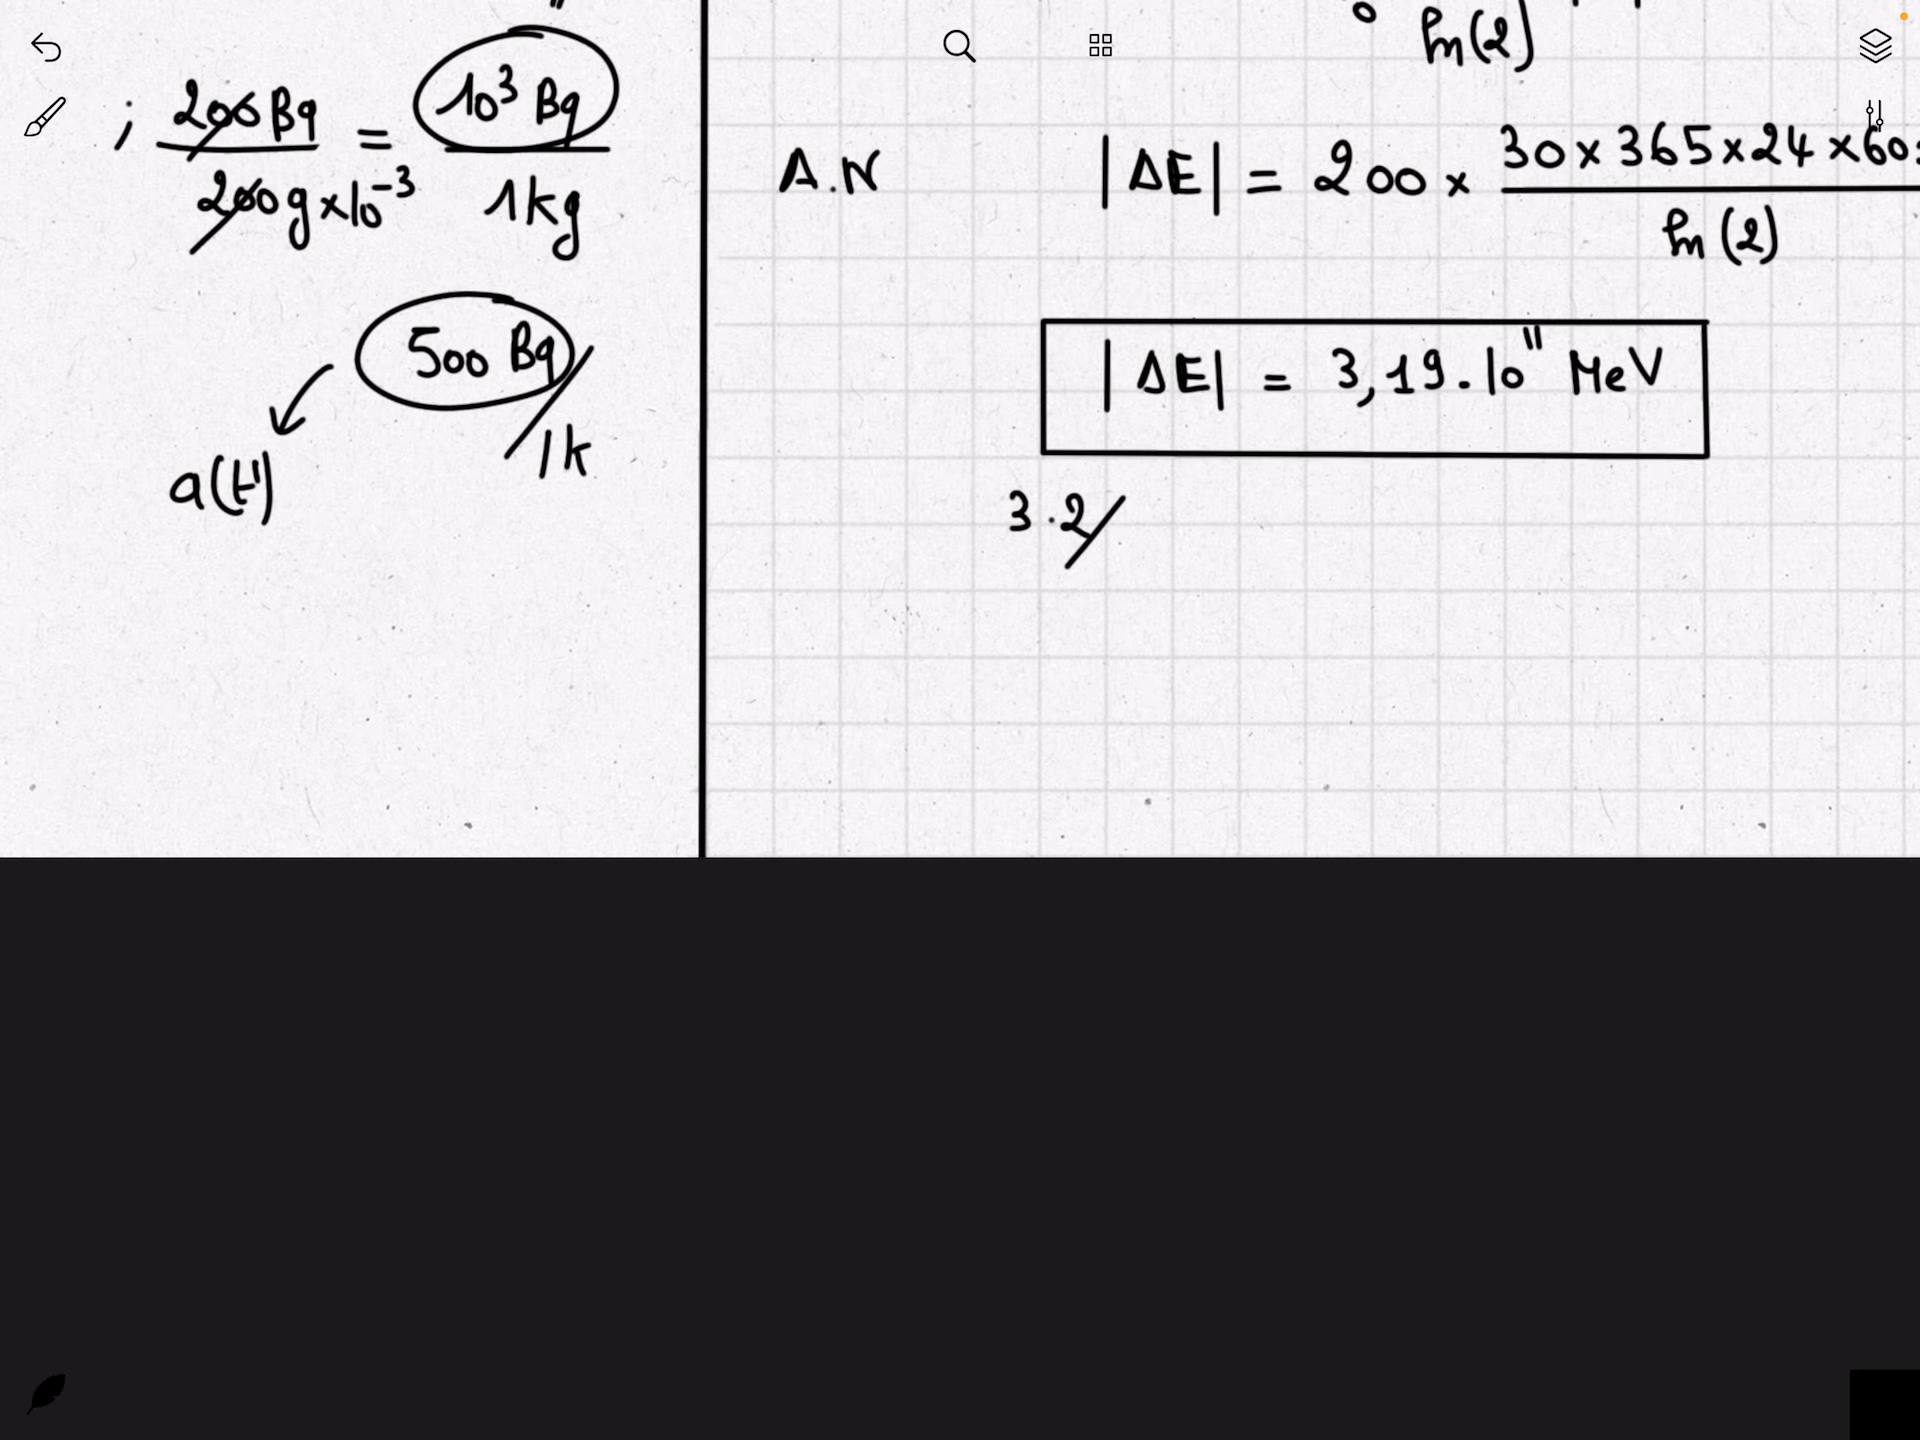 ; 200 Bq / 200 g × 10⁻³ = 10³ Bq / 1 kg
500 Bq / 1k
a(t')
ln(2)
A.N |ΔE| = 200 × 30 × 365 × 24 × 60 / ln(2)
|ΔE| = 3,19 . 10¹¹ MeV
3.2/